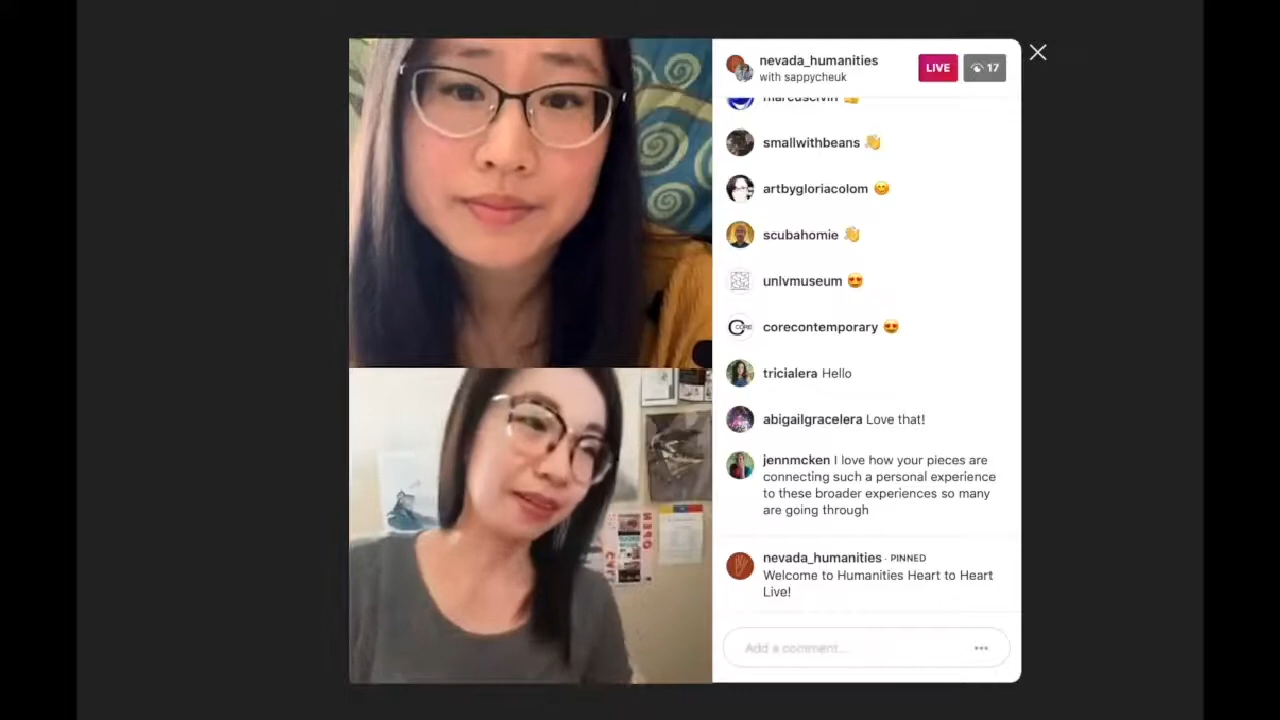 nevada_humanities
with sappycheuk
LIVE
17
marcuscivin
smallwithbeans
artbygloriacolom
scubahomie
unlvmuseum
corecontemporary
CORE
tricialera Hello
abigailgracelera Love that!
jennmcken I love how your pieces are
connecting such a personal experience
to these broader experiences so many
are going through
nevada_humanities · PINNED
Welcome to Humanities Heart to Heart
Live!
Add a comment...